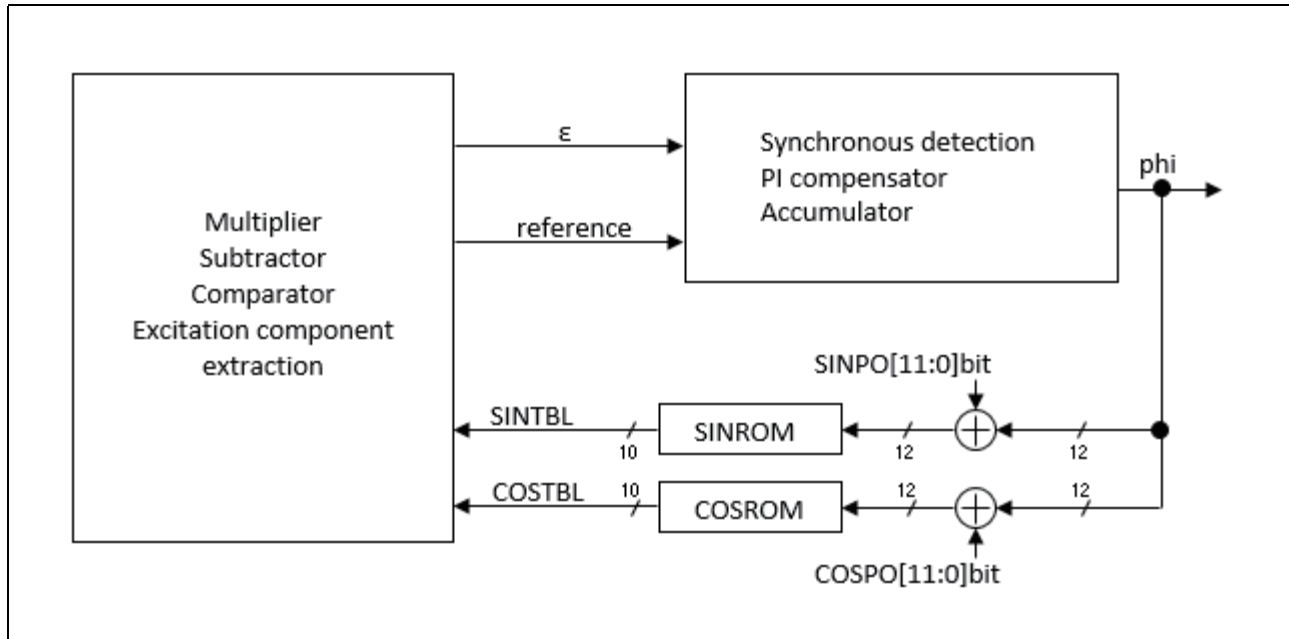 Multiplier
Subtractor
Comparator
Excitation component
extraction
ε
reference
Synchronous detection
PI compensator
Accumulator
phi
SINPO[11:0]bit
SINTBL
10
SINROM
12
12
COSTBL
10
COSROM
12
12
COSPO[11:0]bit